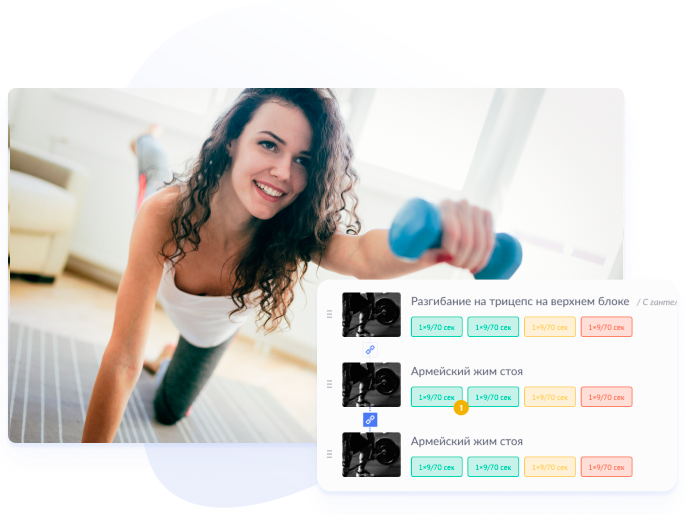 Разгибание на трицепс на верхнем блоке / С
1×9/70 сек 1×9/70 сек 1×9/70 сек 1×9/70 сек
Армейский жим стоя
1×9/70 сек 1×9/70 сек 1×9/70 сек 1×9/70 сек
Армейский жим стоя
1×9/70 сек 1×9/70 сек 1×9/70 сек 1×9/70 сек